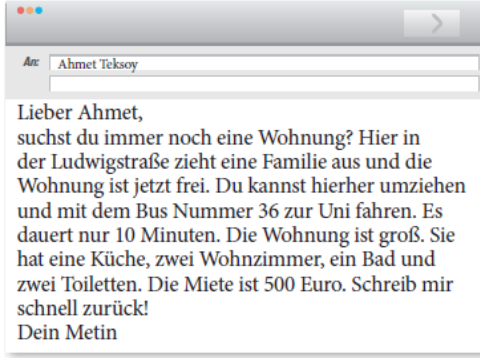 An: Ahmet Teksoy
Lieber Ahmet,
suchst du immer noch eine Wohnung? Hier in
der Ludwigstraße zieht eine Familie aus und die
Wohnung ist jetzt frei. Du kannst hierher umziehen
und mit dem Bus Nummer 36 zur Uni fahren. Es
dauert nur 10 Minuten. Die Wohnung ist groß. Sie
hat eine Küche, zwei Wohnzimmer, ein Bad und
zwei Toiletten. Die Miete ist 500 Euro. Schreib mir
schnell zurück!
Dein Metin